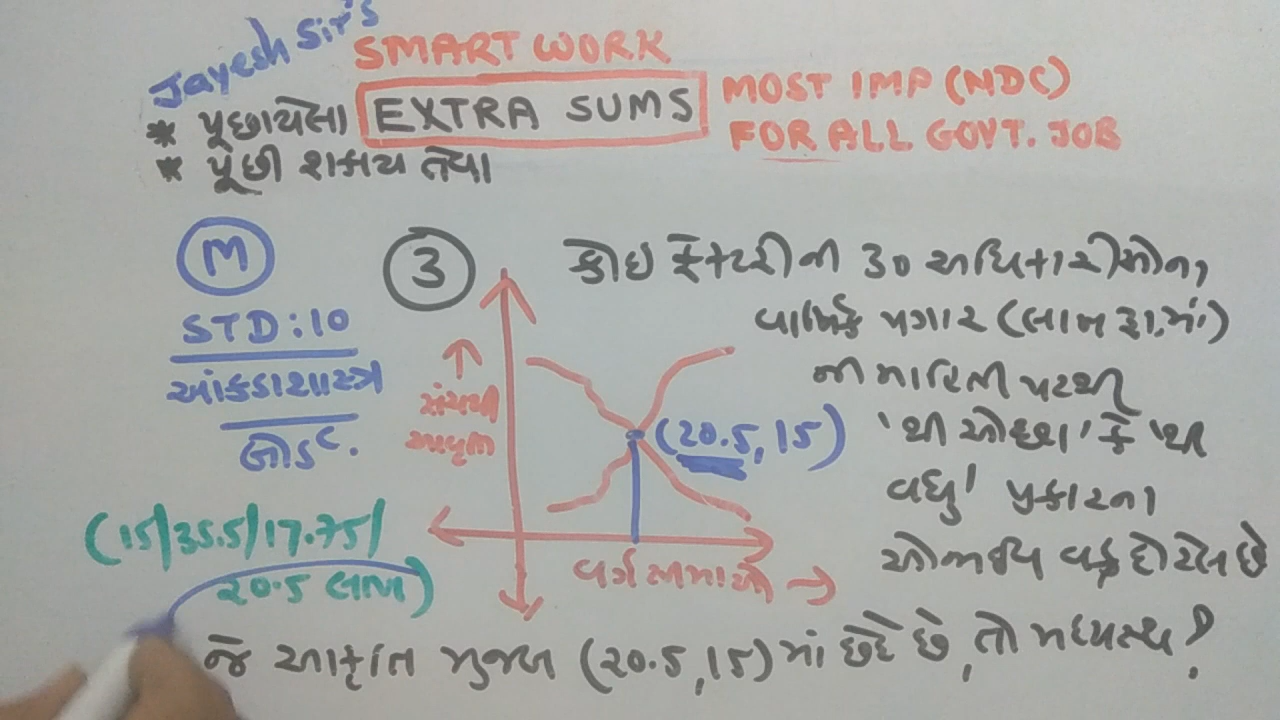 Jayesh Sir's
SMART WORK
* પૂછાયેલા EXTRA SUMS
* પૂછી શકાય તેવા
MOST IMP (NDC)
FOR ALL GOVT. JOB
M
STD:10
આંકડાશાસ્ત્ર
બોર્ડ.
3
કોઇ ફેક્ટરીની 30 અધિકારીઓના
વાર્ષિક પગાર (લાખ રૂા.માં)
ની માહિતી પરથી
'થી ઓછા' કે 'થી
વધુ' પ્રકારના
ઓજાઇવ વક્ર દોરેલ છે
સંચયી
આવૃત્તિ
(20.5, 15)
વર્ગ સીમાઓ
(15/35.5/17.75/
20.5 લાખ)
જે આકૃતિ મુજબ (20.5, 15) માં છેદે છે, તો મધ્યસ્થ?